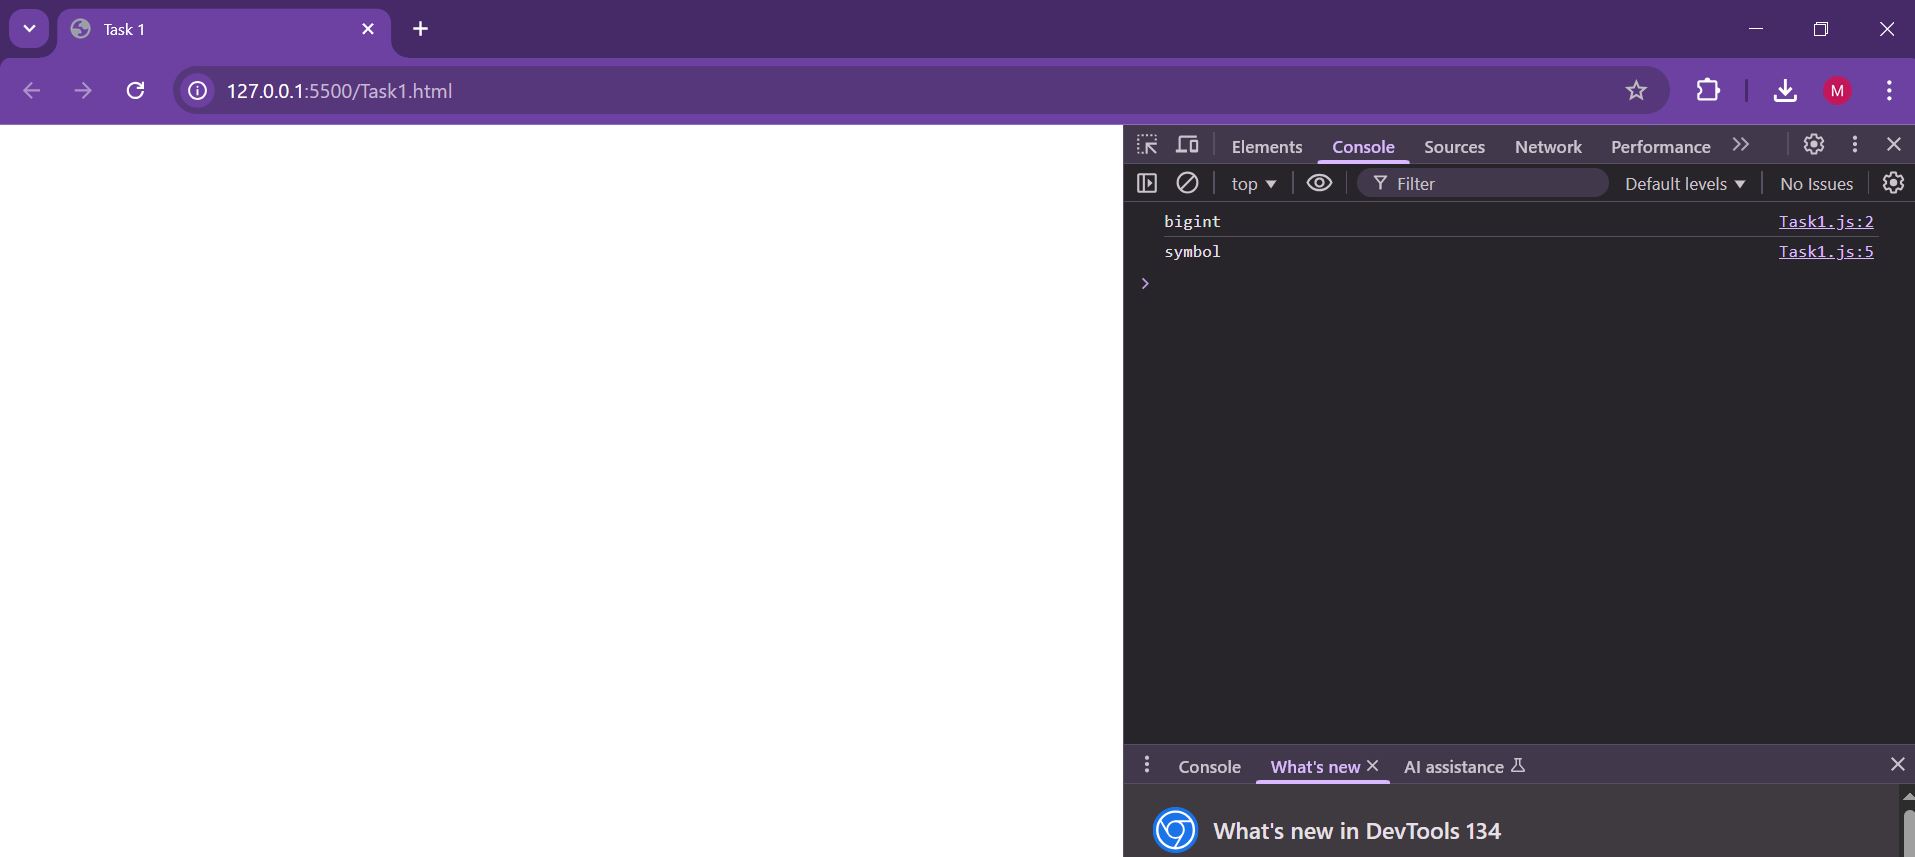 Task 1
127.0.0.1:5500/Task1.html
M
Elements Console Sources Network Performance
top Filter Default levels No Issues
bigint Task1.js:2
symbol Task1.js:5
Console What's new AI assistance
What's new in DevTools 134